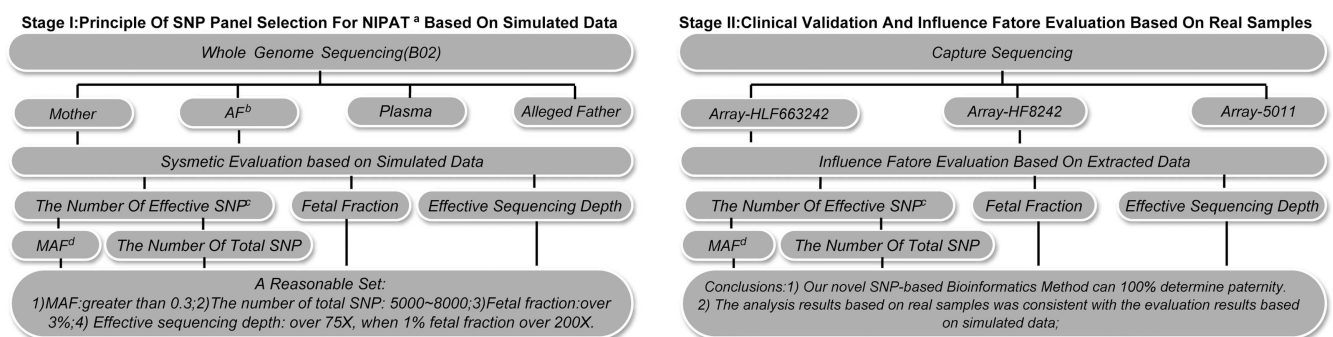 Stage I:Principle Of SNP Panel Selection For NIPAT a Based On Simulated Data
Whole Genome Sequencing(B02)
Mother
AFb
Plasma
Alleged Father
Sysmetic Evaluation based on Simulated Data
The Number Of Effective SNPc
Fetal Fraction
Effective Sequencing Depth
MAFd
The Number Of Total SNP
A Reasonable Set:
1)MAF:greater than 0.3;2)The number of total SNP: 5000~8000;3)Fetal fraction:over
3%;4) Effective sequencing depth: over 75X, when 1% fetal fraction over 200X.
Stage II:Clinical Validation And Influence Fatore Evaluation Based On Real Samples
Capture Sequencing
Array-HLF663242
Array-HF8242
Array-5011
Influence Fatore Evaluation Based On Extracted Data
The Number Of Effective SNPc
Fetal Fraction
Effective Sequencing Depth
MAFd
The Number Of Total SNP
Conclusions:1) Our novel SNP-based Bioinformatics Method can 100% determine paternity.
2) The analysis results based on real samples was consistent with the evaluation results based
on simulated data;